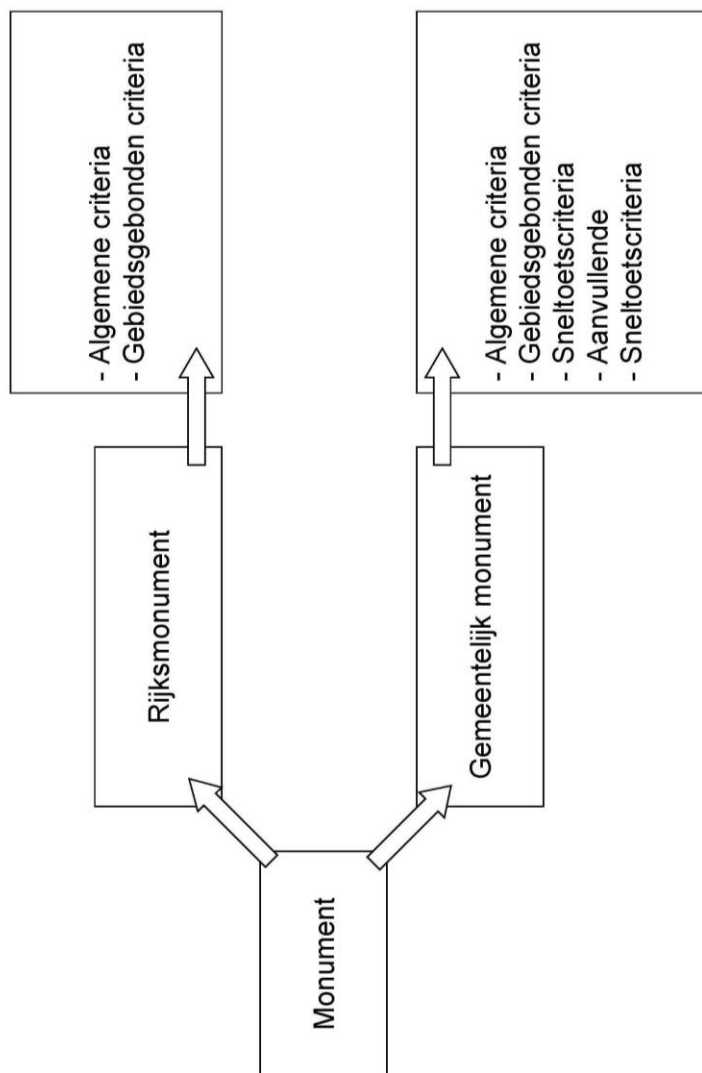 Monument
Rijksmonument
- Algemene criteria
- Gebiedsgebonden criteria
Gemeentelijk monument
- Algemene criteria
- Gebiedsgebonden criteria
- Sneltoetscriteria
- Aanvullende
- Sneltoetscriteria